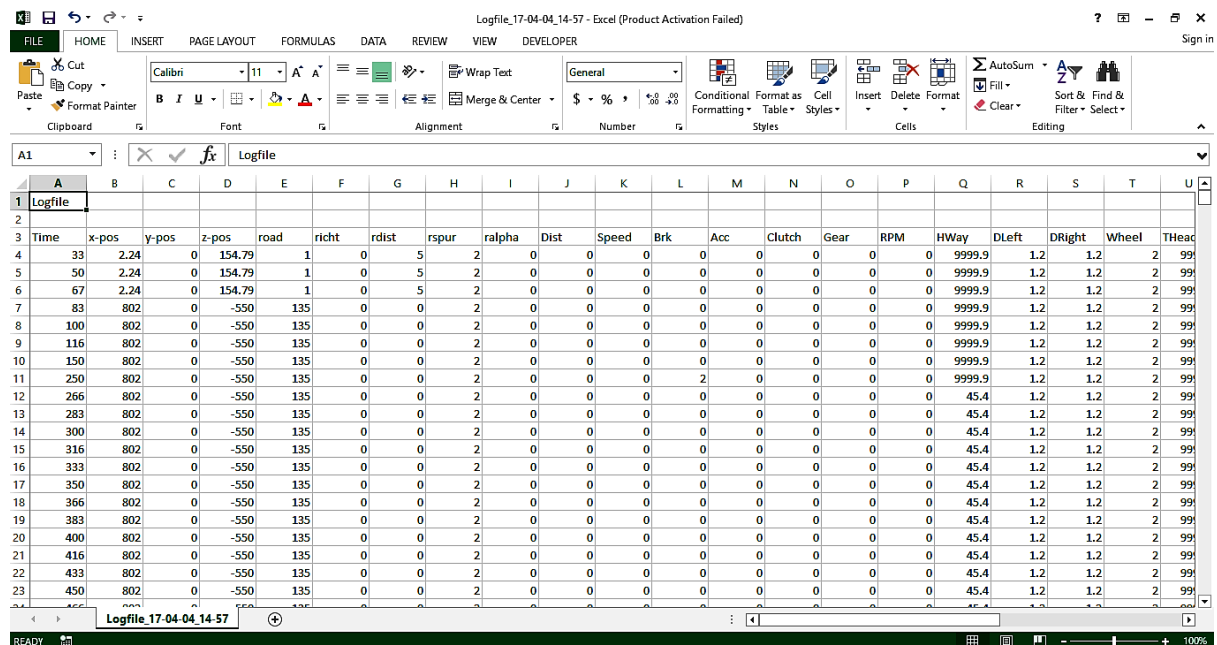 Logfile_17-04-04_14-57 - Excel (Product Activation Failed)
FILE HOME INSERT PAGE LAYOUT FORMULAS DATA REVIEW VIEW DEVELOPER Sign in
Cut
Copy
Format Painter
Paste
Clipboard
Calibri 11
B I U
Font
Wrap Text
Merge & Center
Alignment
General
$ % ,
Number
Conditional Formatting
Format as Table
Cell Styles
Styles
Insert Delete Format
Cells
AutoSum
Fill
Clear
Sort & Filter
Find & Select
Editing
A1 fx Logfile
A B C D E F G H I J K L M N O P Q R S T U
1 Logfile
2
3 Time x-pos y-pos z-pos road richt rdist rspur ralpha Dist Speed Brk Acc Clutch Gear RPM HWay DLeft DRight Wheel THead
4 33 2.24 0 154.79 1 0 5 2 0 0 0 0 0 0 0 0 9999.9 1.2 1.2 2 999
5 50 2.24 0 154.79 1 0 5 2 0 0 0 0 0 0 0 0 9999.9 1.2 1.2 2 999
6 67 2.24 0 154.79 1 0 5 2 0 0 0 0 0 0 0 0 9999.9 1.2 1.2 2 999
7 83 802 0 -550 135 0 0 2 0 0 0 0 0 0 0 0 9999.9 1.2 1.2 2 999
8 100 802 0 -550 135 0 0 2 0 0 0 0 0 0 0 0 9999.9 1.2 1.2 2 999
9 116 802 0 -550 135 0 0 2 0 0 0 0 0 0 0 0 9999.9 1.2 1.2 2 999
10 150 802 0 -550 135 0 0 2 0 0 0 0 0 0 0 0 9999.9 1.2 1.2 2 999
11 250 802 0 -550 135 0 0 2 0 0 0 2 0 0 0 0 9999.9 1.2 1.2 2 999
12 266 802 0 -550 135 0 0 2 0 0 0 0 0 0 0 0 45.4 1.2 1.2 2 999
13 283 802 0 -550 135 0 0 2 0 0 0 0 0 0 0 0 45.4 1.2 1.2 2 999
14 300 802 0 -550 135 0 0 2 0 0 0 0 0 0 0 0 45.4 1.2 1.2 2 999
15 316 802 0 -550 135 0 0 2 0 0 0 0 0 0 0 0 45.4 1.2 1.2 2 999
16 333 802 0 -550 135 0 0 2 0 0 0 0 0 0 0 0 45.4 1.2 1.2 2 999
17 350 802 0 -550 135 0 0 2 0 0 0 0 0 0 0 0 45.4 1.2 1.2 2 999
18 366 802 0 -550 135 0 0 2 0 0 0 0 0 0 0 0 45.4 1.2 1.2 2 999
19 383 802 0 -550 135 0 0 2 0 0 0 0 0 0 0 0 45.4 1.2 1.2 2 999
20 400 802 0 -550 135 0 0 2 0 0 0 0 0 0 0 0 45.4 1.2 1.2 2 999
21 416 802 0 -550 135 0 0 2 0 0 0 0 0 0 0 0 45.4 1.2 1.2 2 999
22 433 802 0 -550 135 0 0 2 0 0 0 0 0 0 0 0 45.4 1.2 1.2 2 999
23 450 802 0 -550 135 0 0 2 0 0 0 0 0 0 0 0 45.4 1.2 1.2 2 999
Logfile_17-04-04_14-57
READY 100%